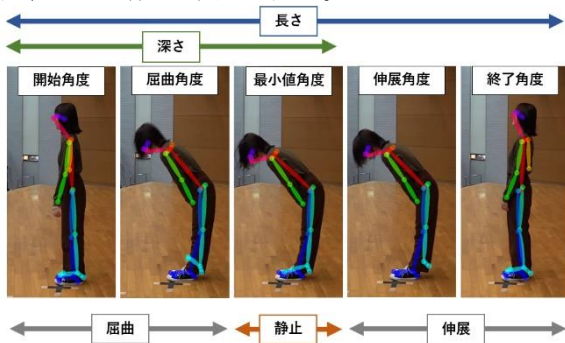 長さ
深さ
開始角度
屈曲角度
最小値角度
伸展角度
終了角度
屈曲
静止
伸展